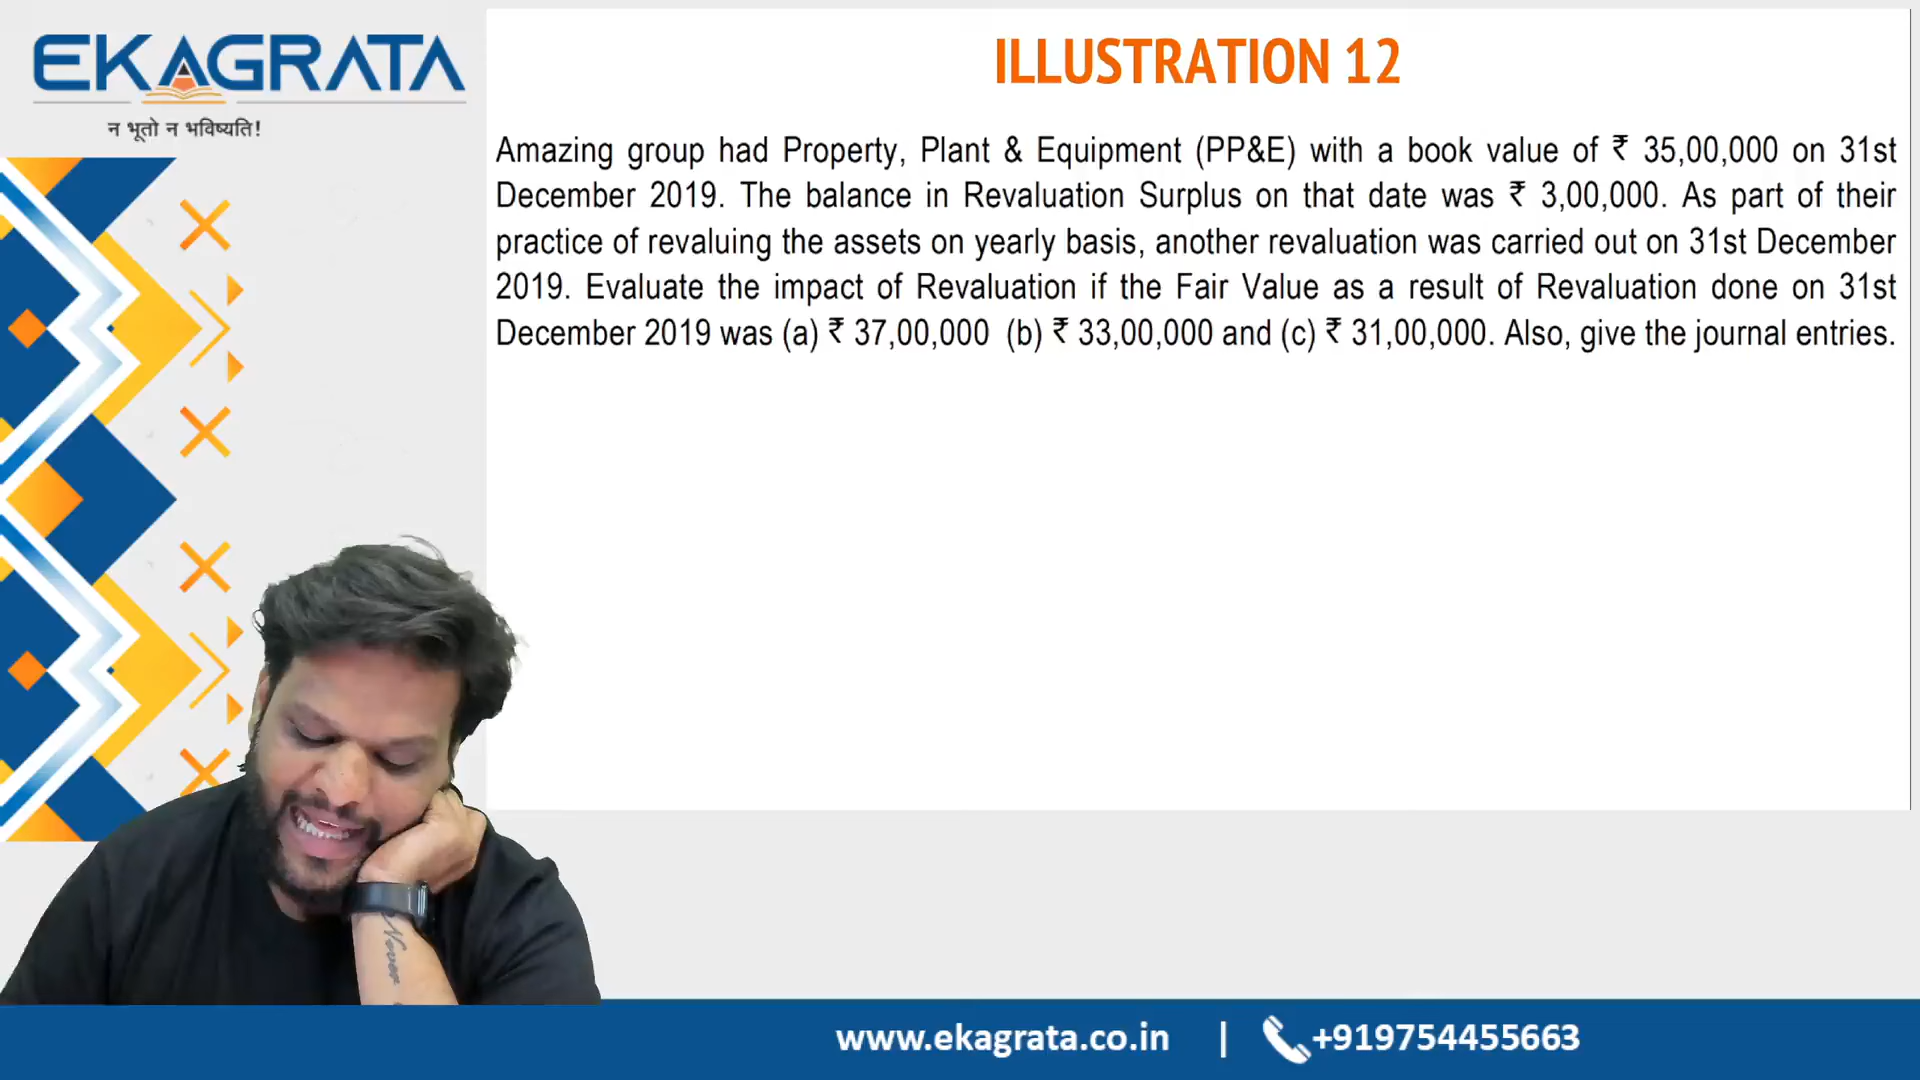 EKAGRATA
न भूतो न भविष्यति!
ILLUSTRATION 12
Amazing group had Property, Plant & Equipment (PP&E) with a book value of ₹ 35,00,000 on 31st
December 2019. The balance in Revaluation Surplus on that date was ₹ 3,00,000. As part of their
practice of revaluing the assets on yearly basis, another revaluation was carried out on 31st December
2019. Evaluate the impact of Revaluation if the Fair Value as a result of Revaluation done on 31st
December 2019 was (a) ₹ 37,00,000 (b) ₹ 33,00,000 and (c) ₹ 31,00,000. Also, give the journal entries.
Never
www.ekagrata.co.in | +919754455663